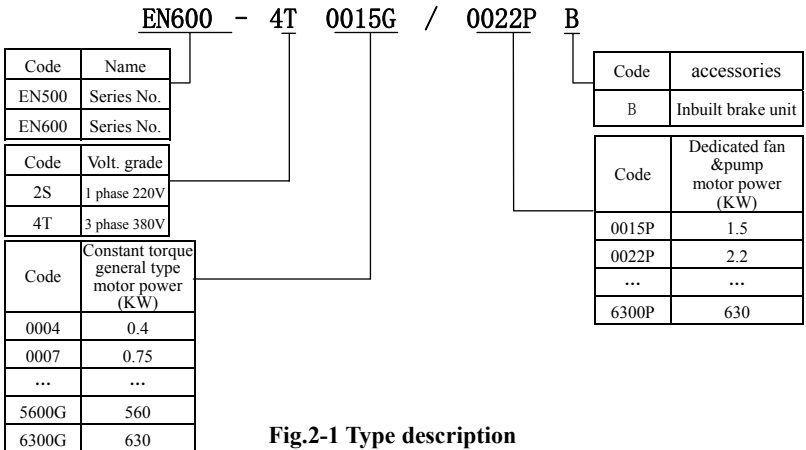 EN600 - 4T 0015G / 0022P B
Code Name
EN500 Series No.
EN600 Series No.
Code Volt. grade
2S 1 phase 220V
4T 3 phase 380V
Code Constant torque
general type
motor power
(KW)
0004 0.4
0007 0.75
... ...
5600G 560
6300G 630
Code accessories
B Inbuilt brake unit
Code Dedicated fan
&pump
motor power
(KW)
0015P 1.5
0022P 2.2
... ...
6300P 630
Fig.2-1 Type description